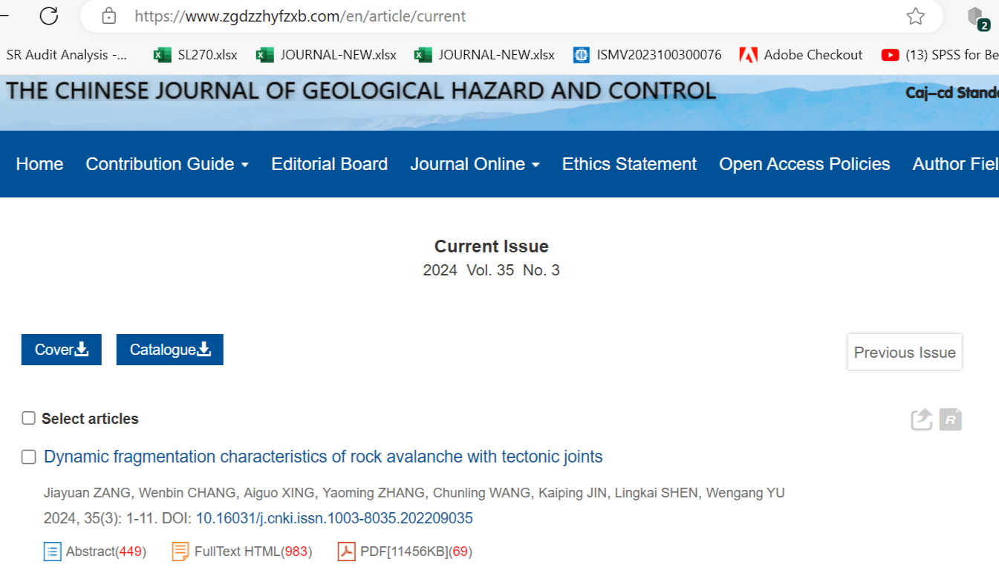 https://www.zgdzzhyfzxb.com/en/article/current
2
SR Audit Analysis -... SL270.xlsx JOURNAL-NEW.xlsx JOURNAL-NEW.xlsx ISMV2023100300076 Adobe Checkout (13) SPSS for Be
THE CHINESE JOURNAL OF GEOLOGICAL HAZARD AND CONTROL
Caj-cd Stand
Home Contribution Guide Editorial Board Journal Online Ethics Statement Open Access Policies Author Fiel
Current Issue
2024 Vol. 35 No. 3
Cover Catalogue
Previous Issue
Select articles
R
Dynamic fragmentation characteristics of rock avalanche with tectonic joints
Jiayuan ZANG, Wenbin CHANG, Aiguo XING, Yaoming ZHANG, Chunling WANG, Kaiping JIN, Lingkai SHEN, Wengang YU
2024, 35(3): 1-11. DOI: 10.16031/j.cnki.issn.1003-8035.202209035
Abstract(449) FullText HTML(983) PDF[11456KB](69)